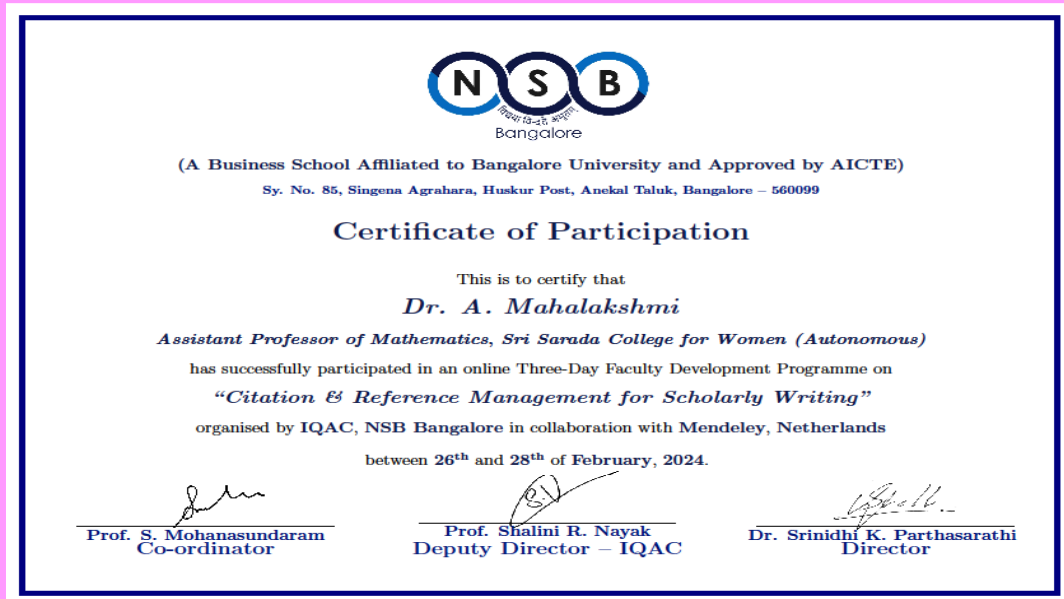 N S B
Bangalore
(A Business School Affiliated to Bangalore University and Approved by AICTE)
Sy. No. 85, Singena Agrahara, Huskur Post, Anekal Taluk, Bangalore – 560099
Certificate of Participation
This is to certify that
Dr. A. Mahalakshmi
Assistant Professor of Mathematics, Sri Sarada College for Women (Autonomous)
has successfully participated in an online Three-Day Faculty Development Programme on
“Citation & Reference Management for Scholarly Writing”
organised by IQAC, NSB Bangalore in collaboration with Mendeley, Netherlands
between 26th and 28th of February, 2024.
Prof. S. Mohanasundaram
Co-ordinator
Prof. Shalini R. Nayak
Deputy Director – IQAC
Dr. Srinidhi K. Parthasarathi
Director